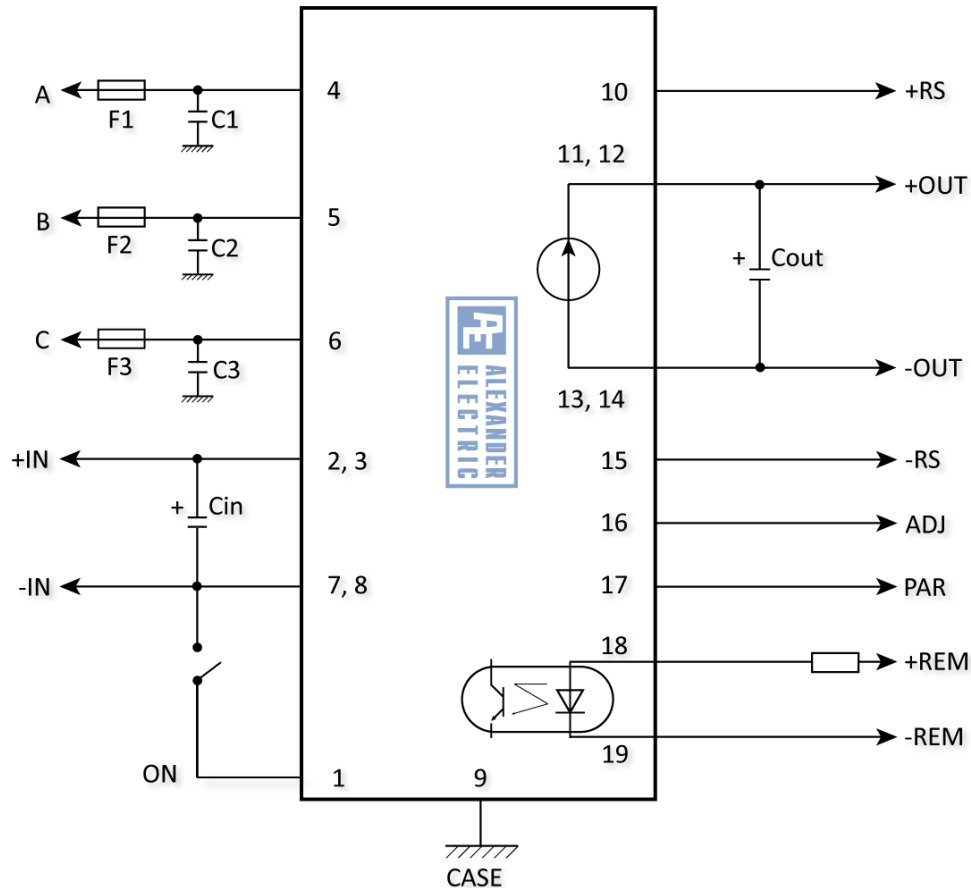 A
F1
C1
4
10
+RS
11, 12
+OUT
B
F2
C2
5
+
Cout
C
F3
C3
6
-OUT
13, 14
AE
ALEXANDER
ELECTRIC
+IN
2, 3
15
-RS
+
Cin
16
ADJ
-IN
7, 8
17
PAR
18
+REM
19
-REM
ON
1
9
CASE